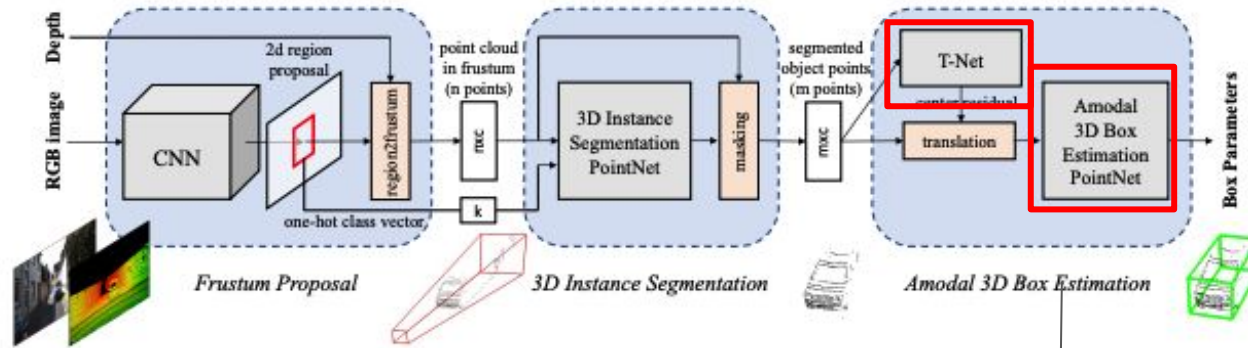 Depth
RGB image
CNN
2d region
proposal
region2frustum
one-hot class vector
Frustum Proposal
point cloud
in frustum
(n points)
nxc
k
3D Instance
Segmentation
PointNet
masking
3D Instance Segmentation
segmented
object points
(m points)
mxc
T-Net
center residual
translation
Amodal
3D Box
Estimation
PointNet
Amodal 3D Box Estimation
Box Parameters